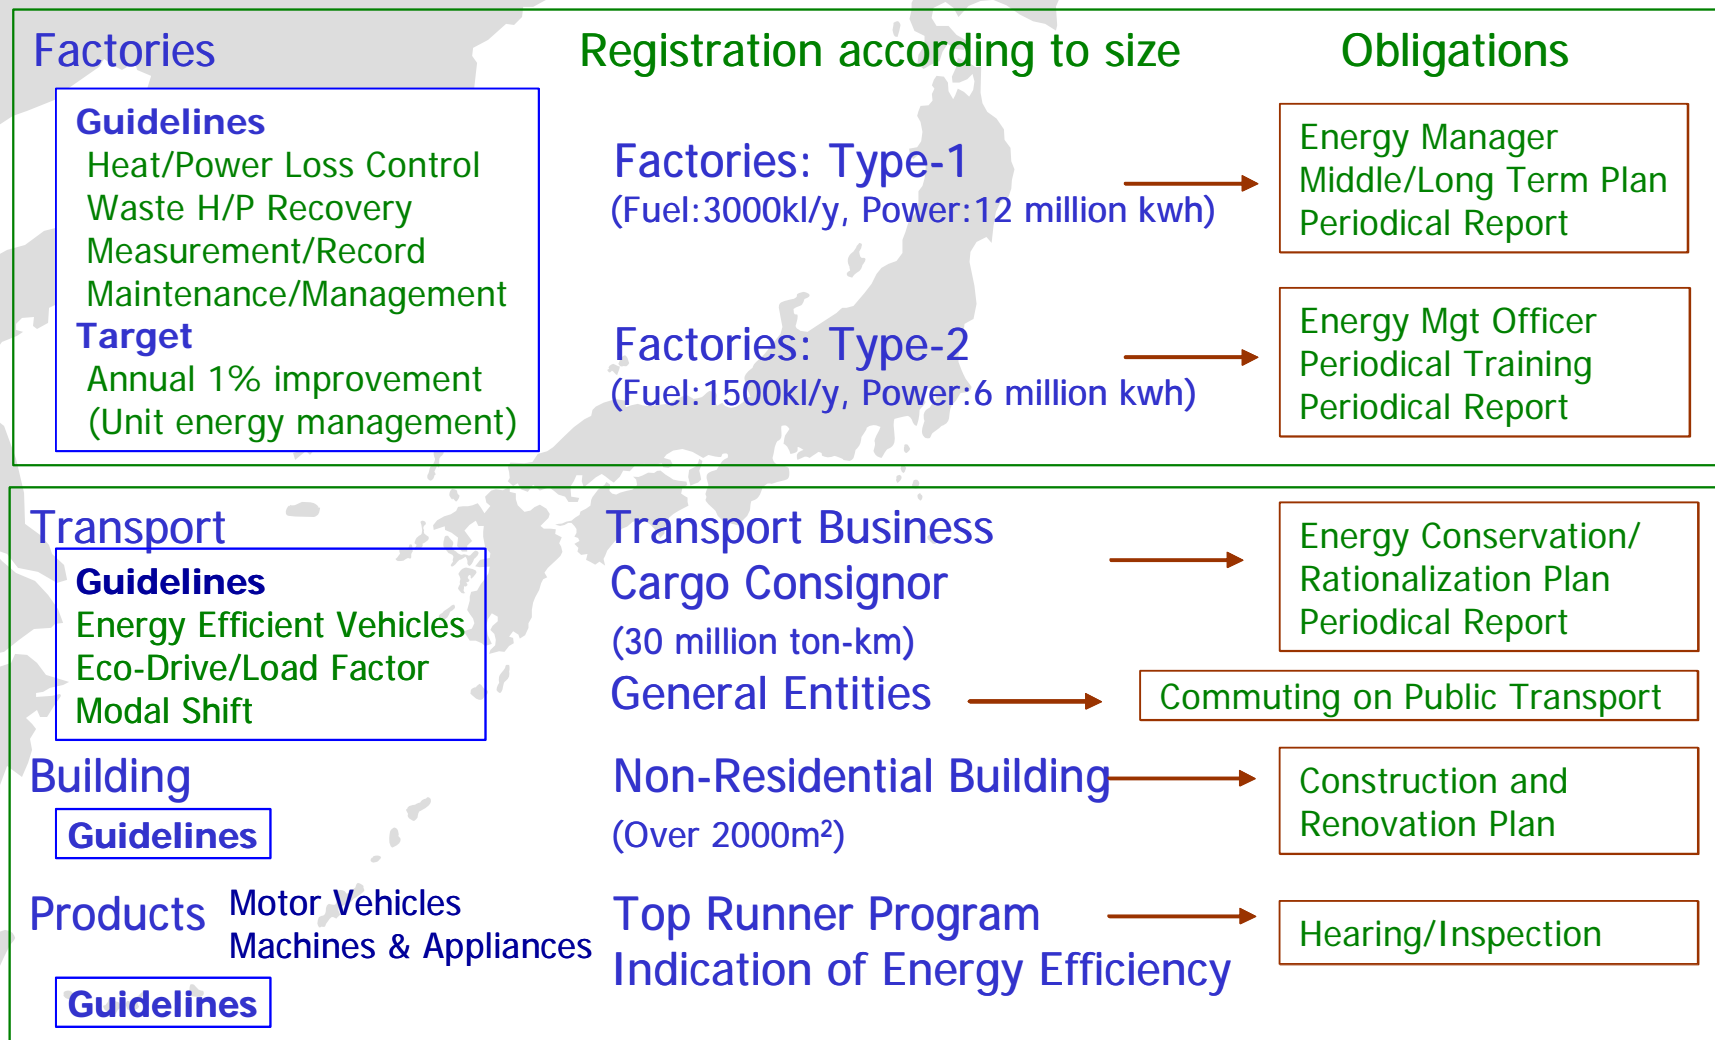 Factories
Registration according to size
Obligations
Guidelines
Heat/Power Loss Control
Waste H/P Recovery
Measurement/Record
Maintenance/Management
Target
Annual 1% improvement
(Unit energy management)
Factories: Type-1
(Fuel:3000kl/y, Power:12 million kwh)
Energy Manager
Middle/Long Term Plan
Periodical Report
Factories: Type-2
(Fuel:1500kl/y, Power:6 million kwh)
Energy Mgt Officer
Periodical Training
Periodical Report
Transport
Guidelines
Energy Efficient Vehicles
Eco-Drive/Load Factor
Modal Shift
Transport Business
Cargo Consignor
(30 million ton-km)
Energy Conservation/
Rationalization Plan
Periodical Report
General Entities
Commuting on Public Transport
Building
Guidelines
Non-Residential Building
(Over 2000m²)
Construction and
Renovation Plan
Products
Motor Vehicles
Machines & Appliances
Guidelines
Top Runner Program
Indication of Energy Efficiency
Hearing/Inspection